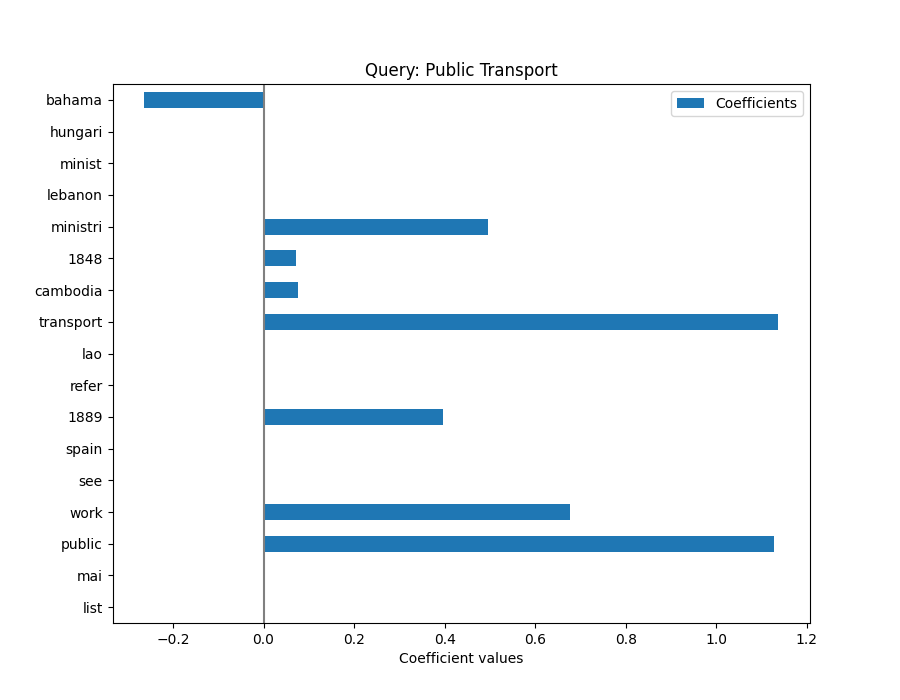 Query: Public Transport
Coefficients
bahama
hungari
minist
lebanon
ministri
1848
cambodia
transport
lao
refer
1889
spain
see
work
public
mai
list
−0.2 0.0 0.2 0.4 0.6 0.8 1.0 1.2
Coefficient values